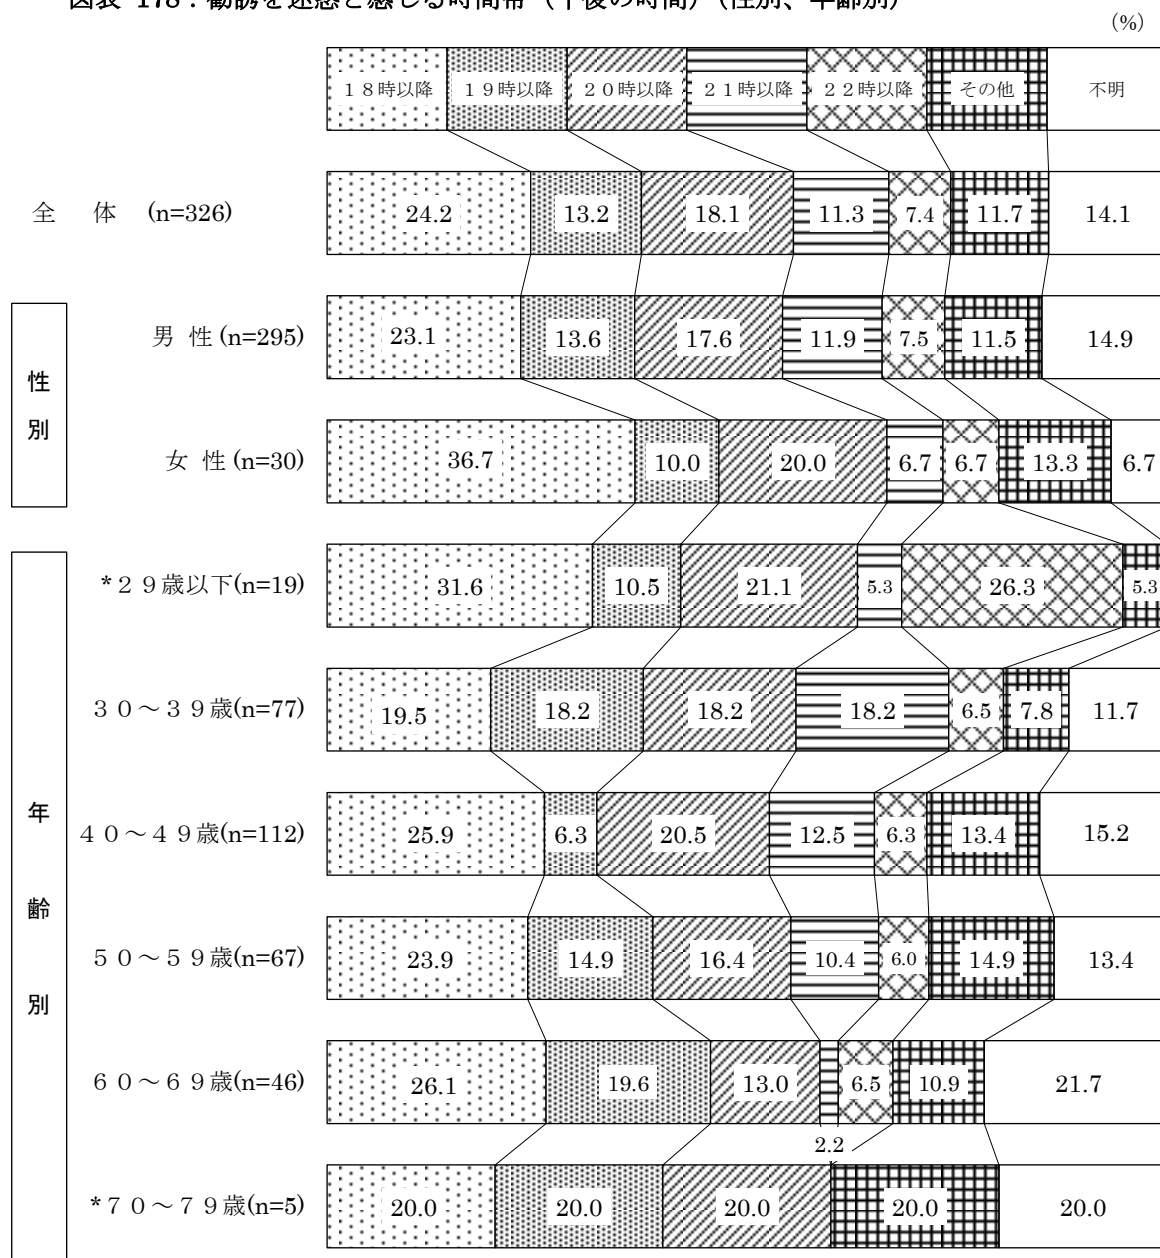 図表 178：勧誘を迷惑と感じる時間帯（午後の時間）（性別、年齢別）
（%）
１８時以降 １９時以降 ２０時以降 ２１時以降 ２２時以降 その他 不明
全 体 (n=326) 24.2 13.2 18.1 11.3 7.4 11.7 14.1
性別
男 性 (n=295) 23.1 13.6 17.6 11.9 7.5 11.5 14.9
女 性 (n=30) 36.7 10.0 20.0 6.7 6.7 13.3 6.7
年齢別
*２９歳以下(n=19) 31.6 10.5 21.1 5.3 26.3 5.3
３０～３９歳(n=77) 19.5 18.2 18.2 18.2 6.5 7.8 11.7
４０～４９歳(n=112) 25.9 6.3 20.5 12.5 6.3 13.4 15.2
５０～５９歳(n=67) 23.9 14.9 16.4 10.4 6.0 14.9 13.4
６０～６９歳(n=46) 26.1 19.6 13.0 2.2 6.5 10.9 21.7
*７０～７９歳(n=5) 20.0 20.0 20.0 20.0 20.0